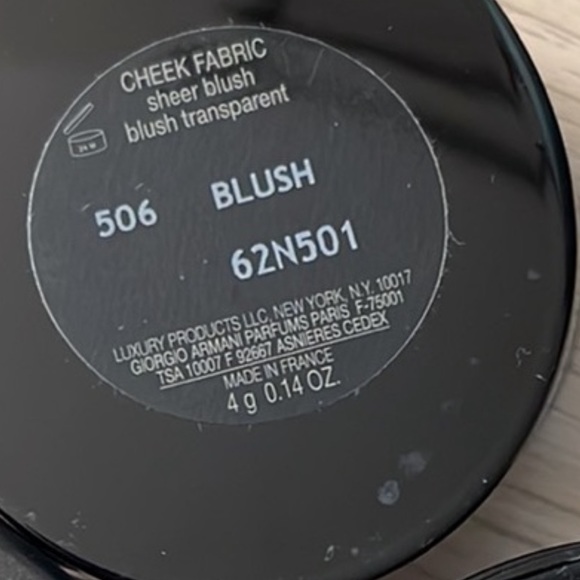 CHEEK FABRIC
sheer blush
blush transparent
24 M
506 BLUSH
62N501
LUXURY PRODUCTS LLC, NEW YORK, N.Y. 10017
GIORGIO ARMANI PARFUMS PARIS F-75001
TSA 10007 F 92667 ASNIERES CEDEX
MADE IN FRANCE
4 g 0.14 OZ.